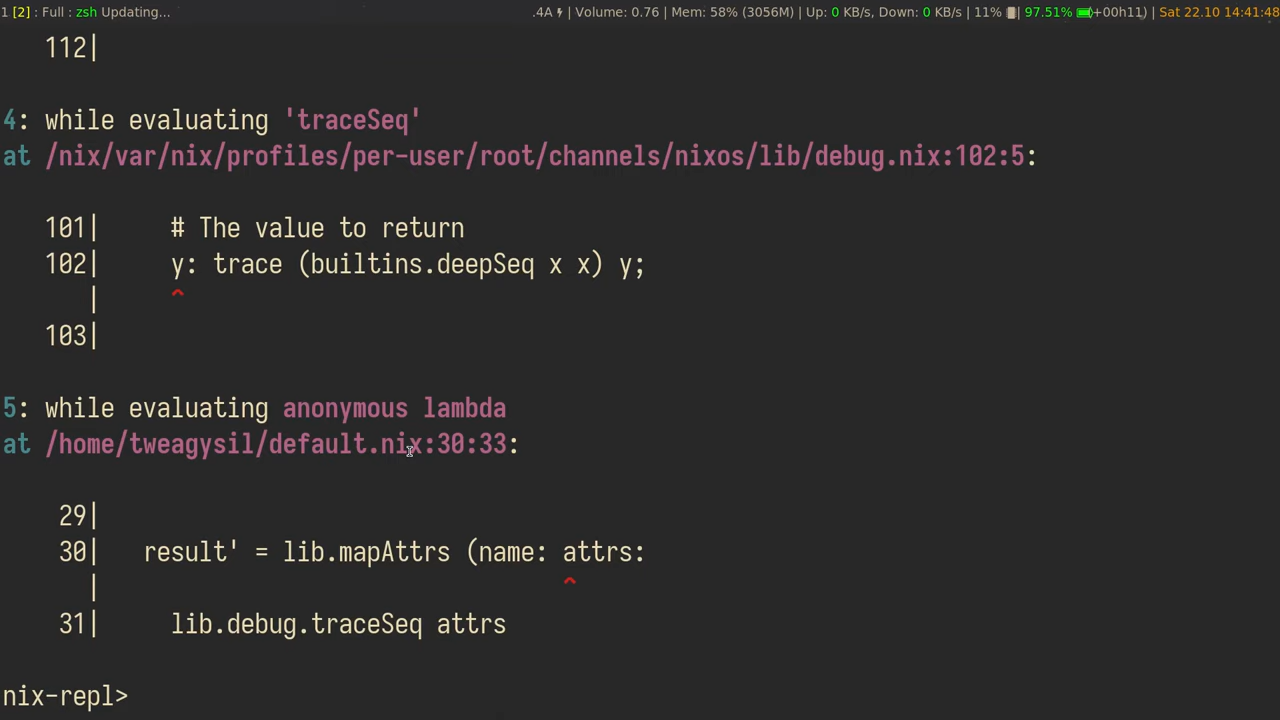 1 [2] : Full : zsh Updating... .4A | Volume: 0.76 | Mem: 58% (3056M) | Up: 0 KB/s, Down: 0 KB/s | 11% | 97.51% +00h11) | Sat 22.10 14:41:48
112|
4: while evaluating 'traceSeq'
at /nix/var/nix/profiles/per-user/root/channels/nixos/lib/debug.nix:102:5:
101| # The value to return
102| y: trace (builtins.deepSeq x x) y;
| ^
103|
5: while evaluating anonymous lambda
at /home/tweagysil/default.nix:30:33:
29|
30| result' = lib.mapAttrs (name: attrs:
| ^
31| lib.debug.traceSeq attrs
nix-repl>